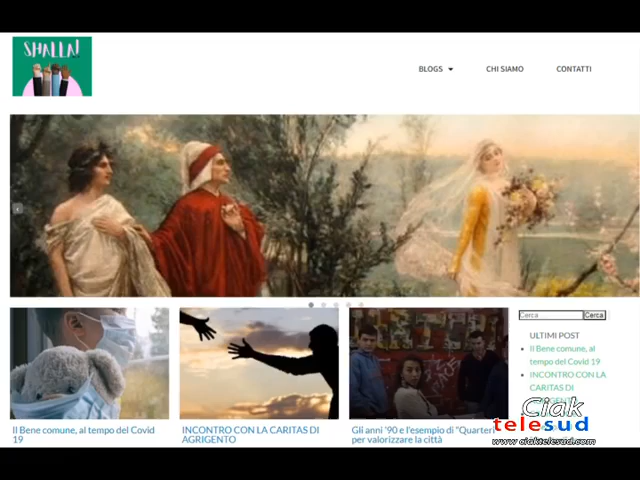 SHALLA!
BLOGS
CHI SIAMO
CONTATTI
Cerca
Cerca
ULTIMI POST
Il Bene comune, al
tempo del Covid 19
INCONTRO CON LA
CARITAS DI
Il Bene comune, al tempo del Covid
19
INCONTRO CON LA CARITAS DI
AGRIGENTO
Gli anni '90 e l'esempio di "Quarteri
per valorizzare la città
Ciak
telesud
www.ciaktelesud.com